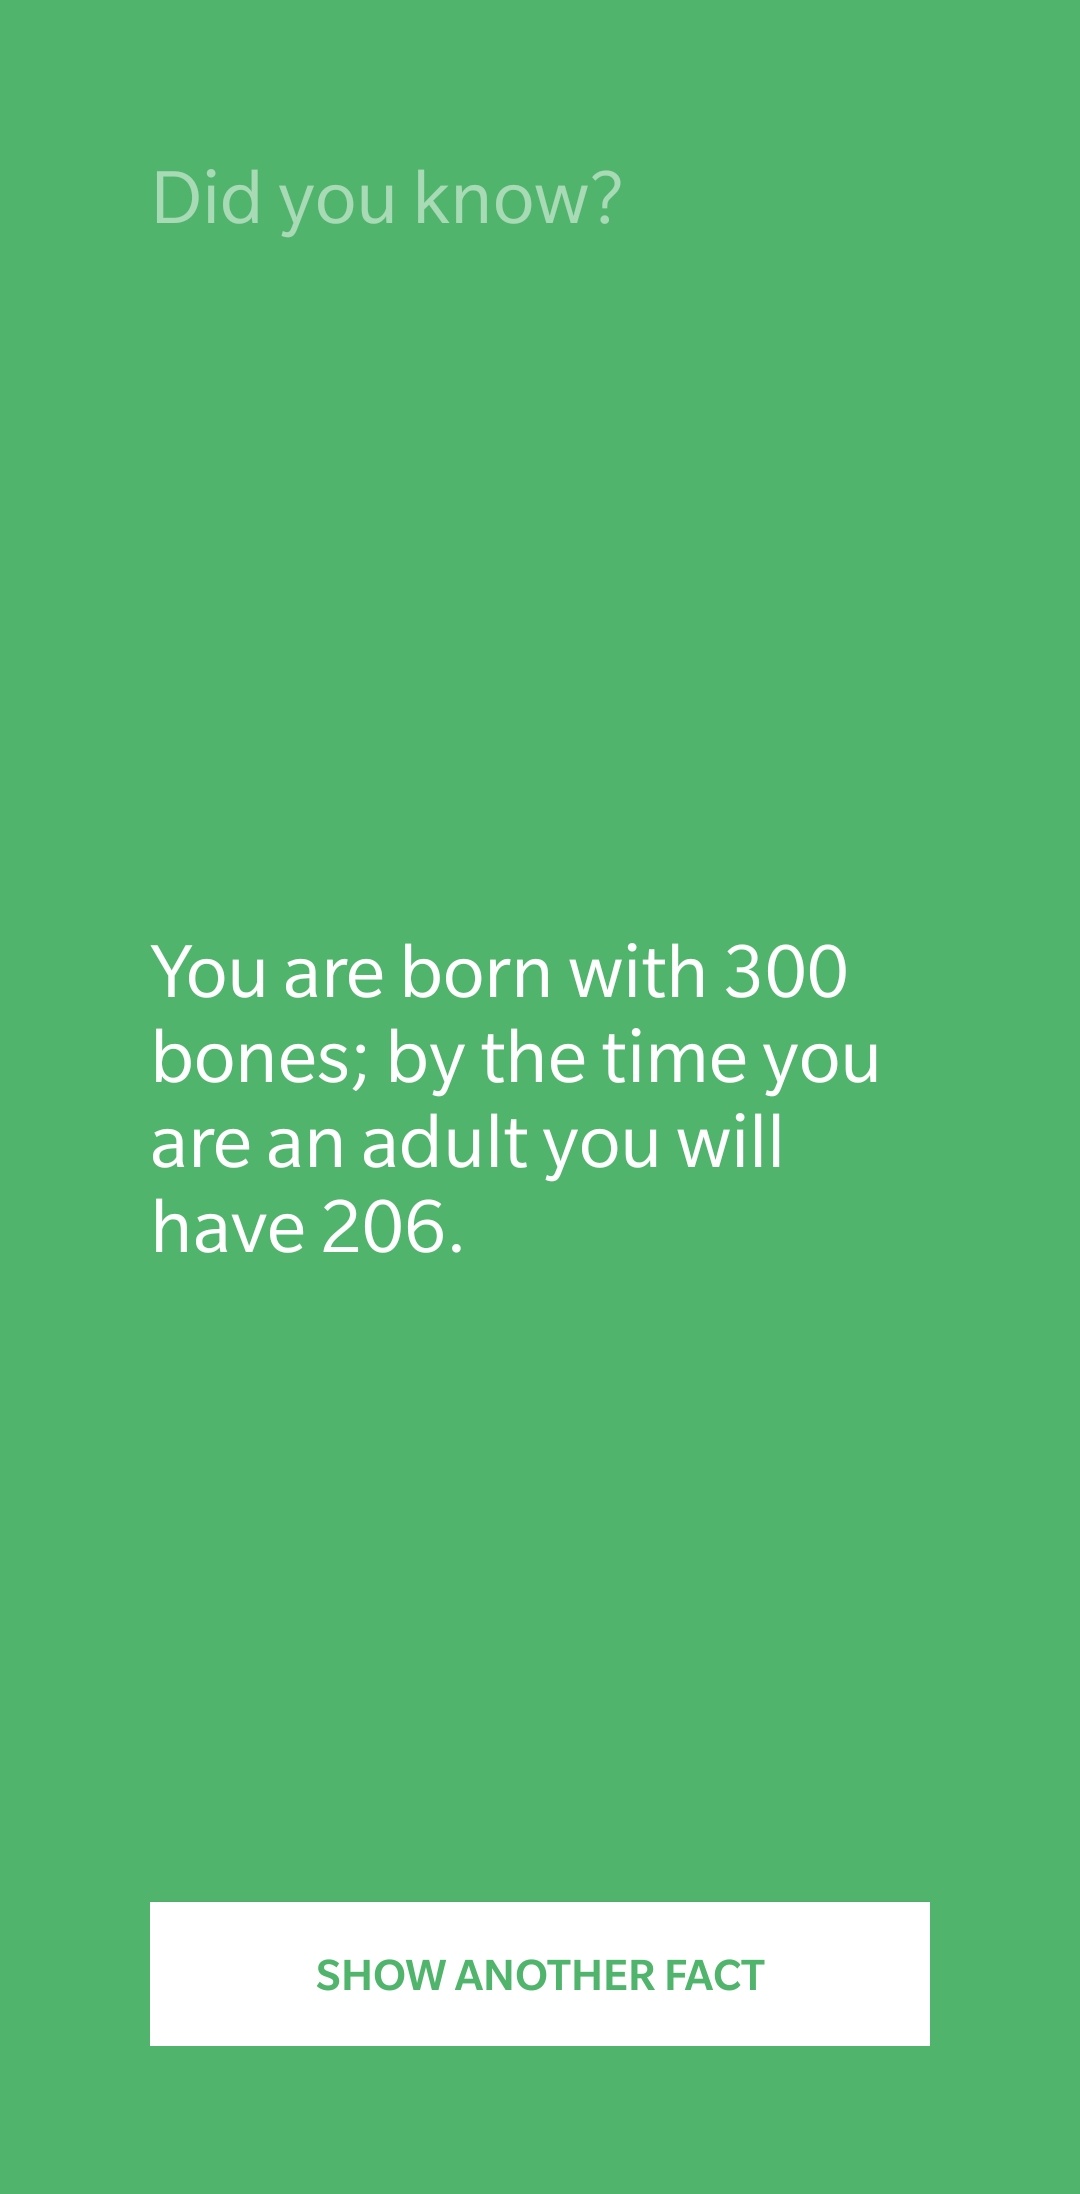 Did you know?
You are born with 300
bones; by the time you
are an adult you will
have 206.
SHOW ANOTHER FACT